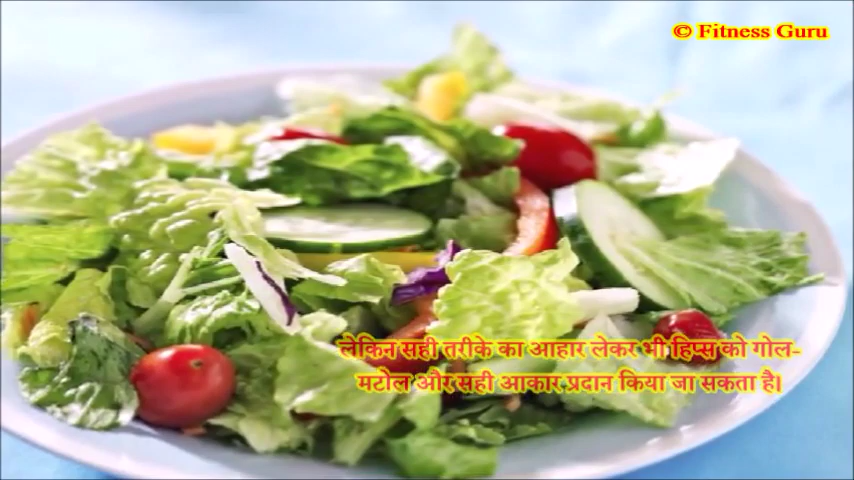 © Fitness Guru
लेकिन सही तरीके का आहार लेकर भी हिप्स को गोल-
मटोल और सही आकार प्रदान किया जा सकता है।